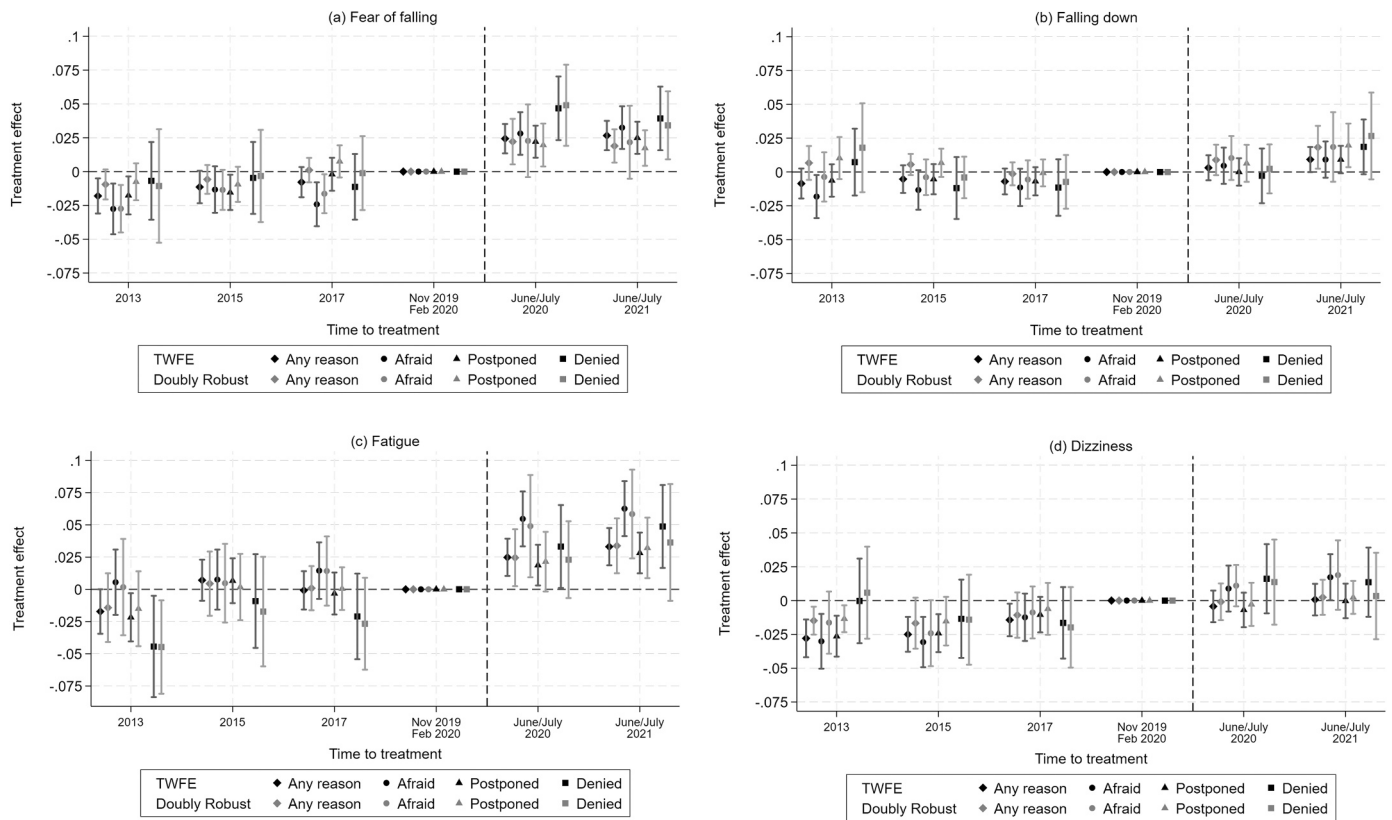 (a) Fear of falling
Treatment effect
.1
.075
.05
.025
0
-.025
-.05
-.075
2013 2015 2017 Nov 2019 June/July June/July
Feb 2020 2020 2021
Time to treatment
TWFE Any reason Afraid Postponed Denied
Doubly Robust Any reason Afraid Postponed Denied
(b) Falling down
Treatment effect
.1
.075
.05
.025
0
-.025
-.05
-.075
2013 2015 2017 Nov 2019 June/July June/July
Feb 2020 2020 2021
Time to treatment
TWFE Any reason Afraid Postponed Denied
Doubly Robust Any reason Afraid Postponed Denied
(c) Fatigue
Treatment effect
.1
.075
.05
.025
0
-.025
-.05
-.075
2013 2015 2017 Nov 2019 June/July June/July
Feb 2020 2020 2021
Time to treatment
TWFE Any reason Afraid Postponed Denied
Doubly Robust Any reason Afraid Postponed Denied
(d) Dizziness
Treatment effect
.1
.075
.05
.025
0
-.025
-.05
-.075
2013 2015 2017 Nov 2019 June/July June/July
Feb 2020 2020 2021
Time to treatment
TWFE Any reason Afraid Postponed Denied
Doubly Robust Any reason Afraid Postponed Denied